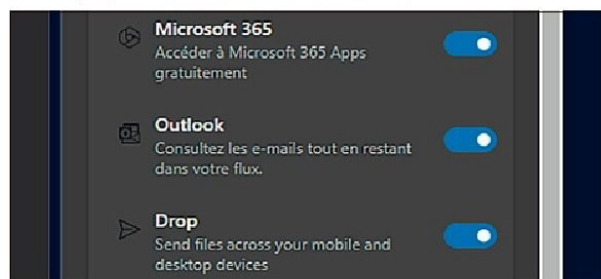 Microsoft 365
Accéder à Microsoft 365 Apps
gratuitement
Outlook
Consultez les e-mails tout en restant
dans votre flux.
Drop
Send files across your mobile and
desktop devices